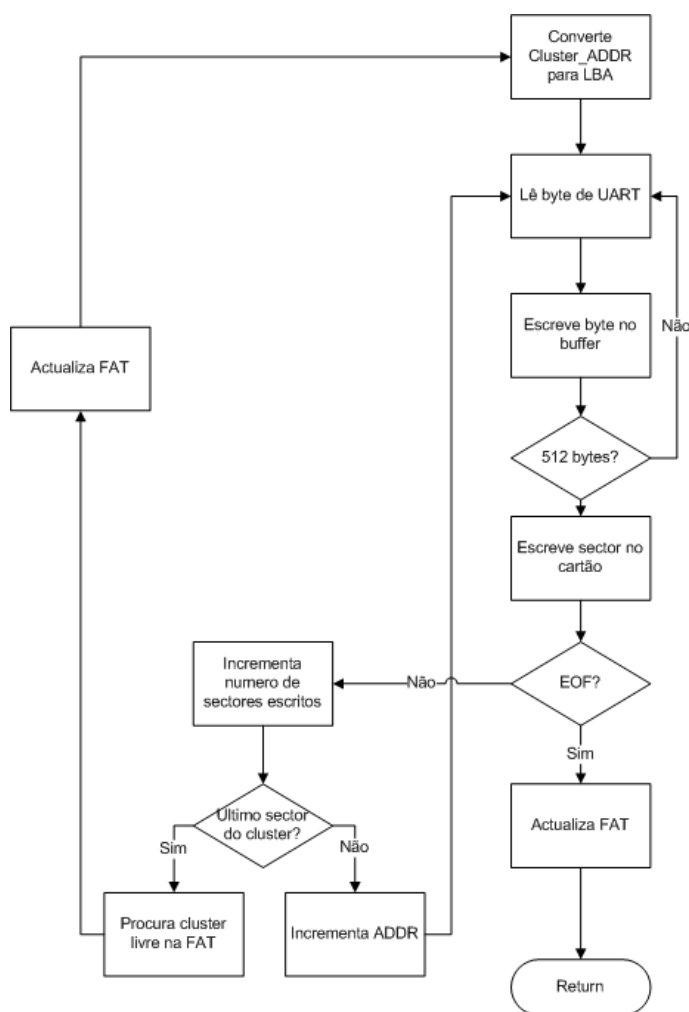 Converte
Cluster_ADDR
para LBA
Lê byte de UART
Escreve byte no
buffer
Não
Actualiza FAT
512 bytes?
Escreve sector no
cartão
Incrementa
numero de
sectores escritos
Não
EOF?
Sim
Último sector
do cluster?
Actualiza FAT
Sim
Não
Procura cluster
livre na FAT
Incrementa ADDR
Return